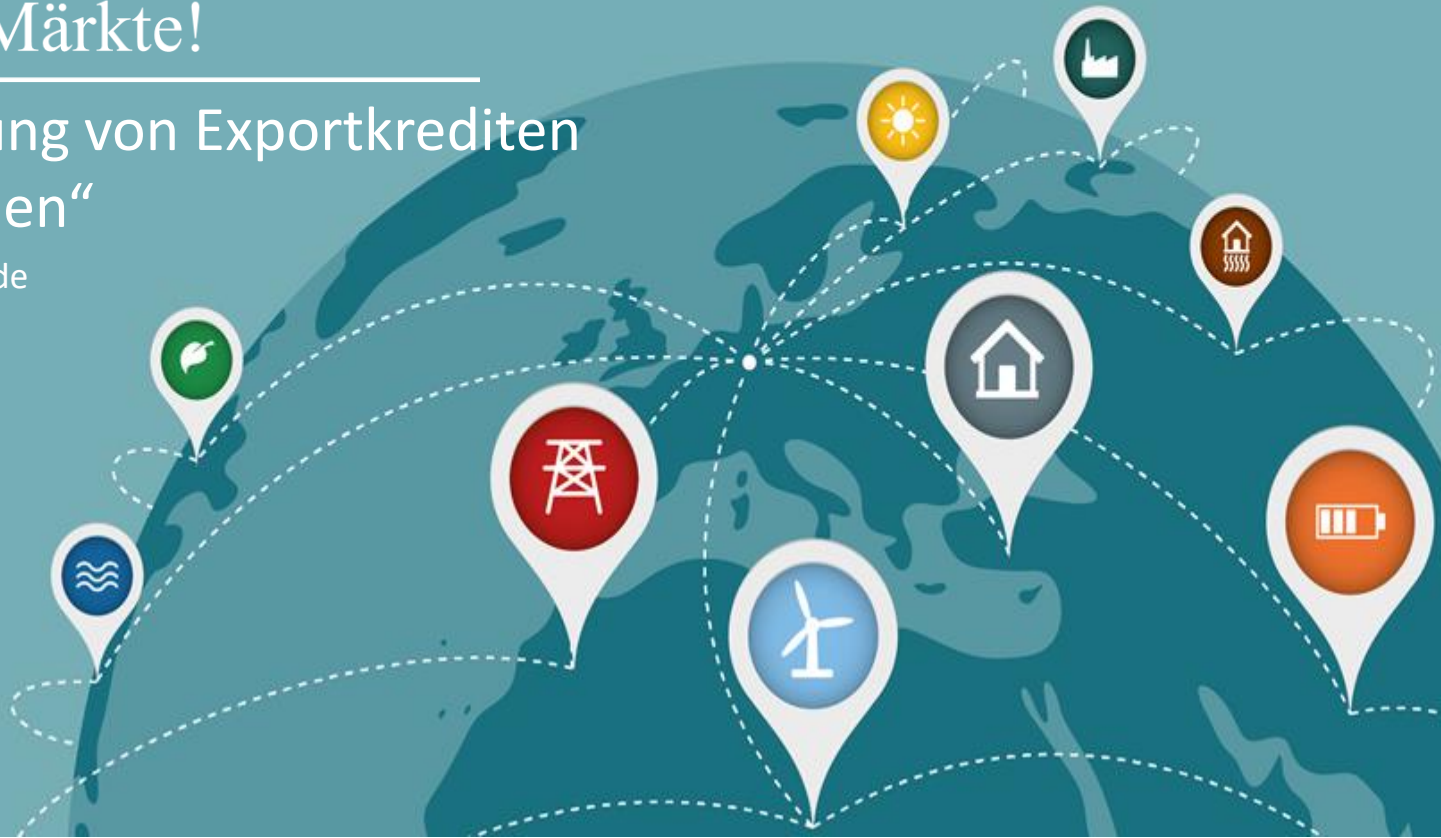 Märkte!
ung von Exportkrediten
en“
de